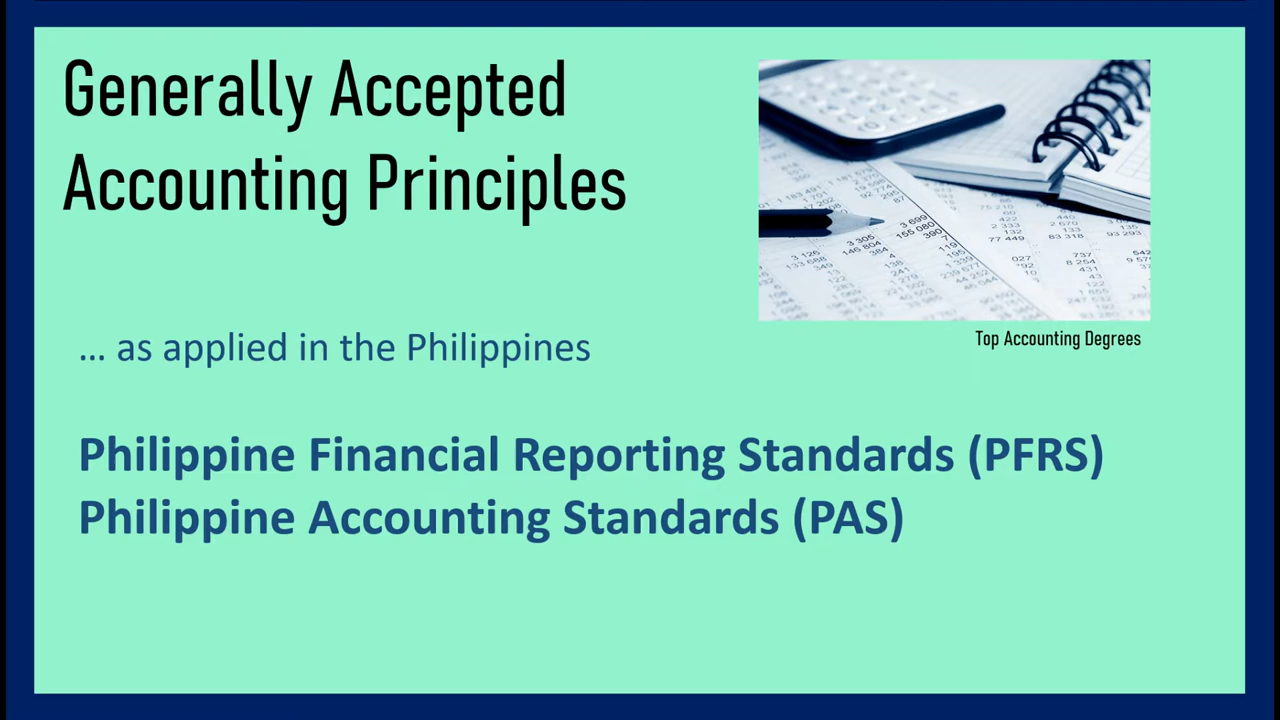 Generally Accepted
Accounting Principles
Top Accounting Degrees
... as applied in the Philippines
Philippine Financial Reporting Standards (PFRS)
Philippine Accounting Standards (PAS)